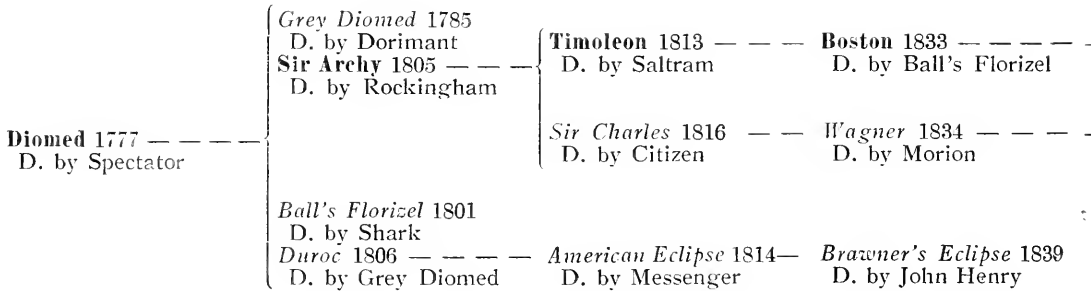 Grey Diomed 1785
D. by Dorimant
Sir Archy 1805 — — —
D. by Rockingham
Timoleon 1813 — — —
D. by Saltram
Boston 1833 — — — — -
D. by Ball's Florizel
Diomed 1777 — — — —
D. by Spectator
Sir Charles 1816 — —
D. by Citizen
Wagner 1834 — — — -
D. by Morion
Ball's Florizel 1801
D. by Shark
Duroc 1806 — — — —
D. by Grey Diomed
American Eclipse 1814—
D. by Messenger
Brawner's Eclipse 1839
D. by John Henry